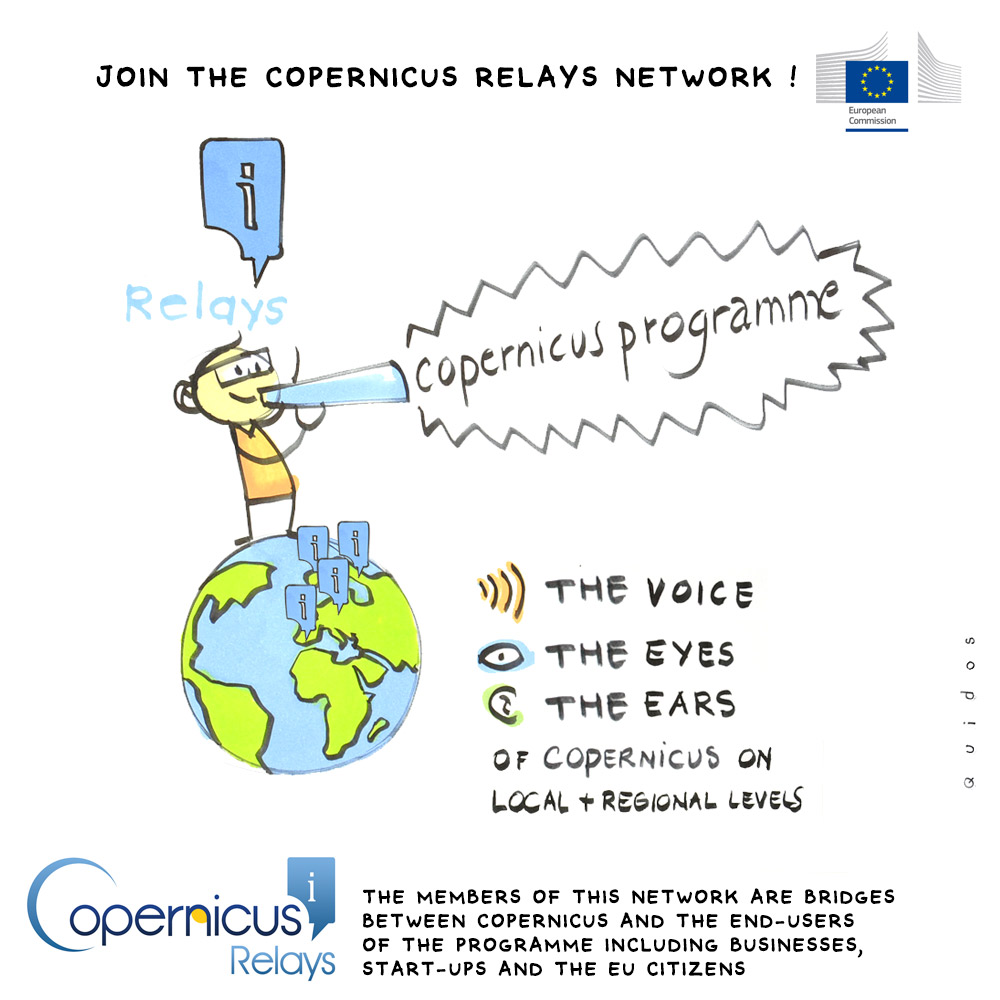 JOIN THE COPERNICUS RELAYS NETWORK !
European
Commission
i
Relays
copernicus programme
i
i
i
i
THE VOICE
THE EYES
THE EARS
OF COPERNICUS ON
LOCAL + REGIONAL LEVELS
Quidos
i
Copernicus
Relays
THE MEMBERS OF THIS NETWORK ARE BRIDGES
BETWEEN COPERNICUS AND THE END-USERS
OF THE PROGRAMME INCLUDING BUSINESSES,
START-UPS AND THE EU CITIZENS